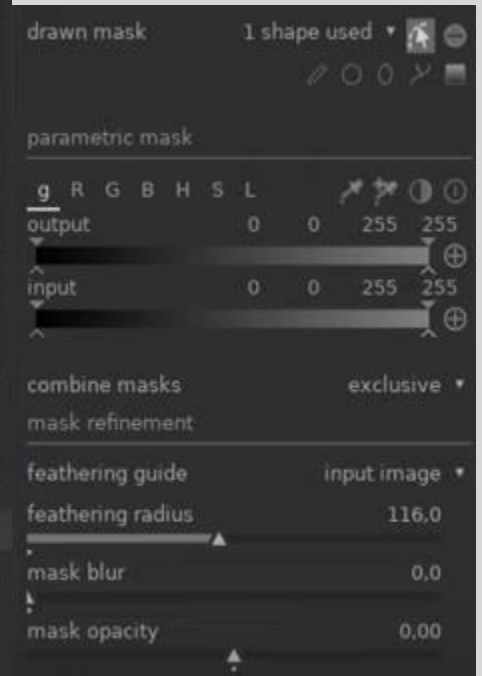 drawn mask 1 shape used
parametric mask
g R G B H S L
output 0 0 255 255
input 0 0 255 255
combine masks exclusive
mask refinement
feathering guide input image
feathering radius 116,0
mask blur 0,0
mask opacity 0,00